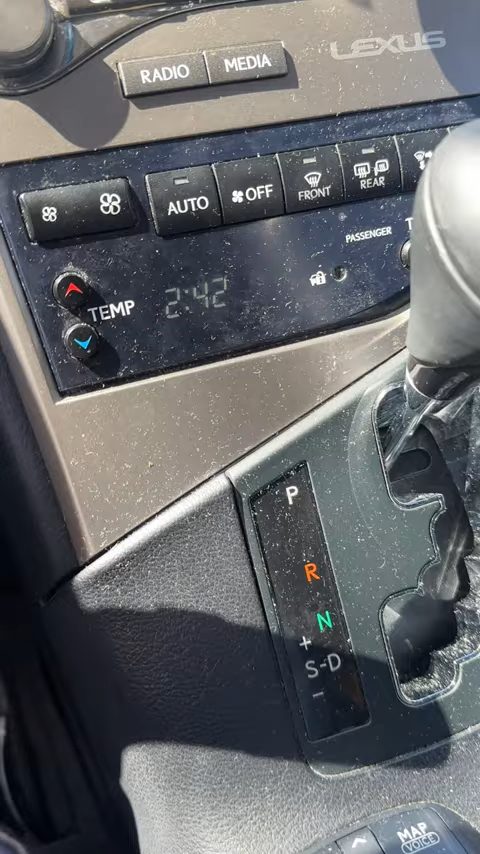 LEXUS
RADIO MEDIA
AUTO OFF FRONT REAR
PASSENGER
TEMP 2:42
P
R
N
+
S-D
−
MAP
VOICE